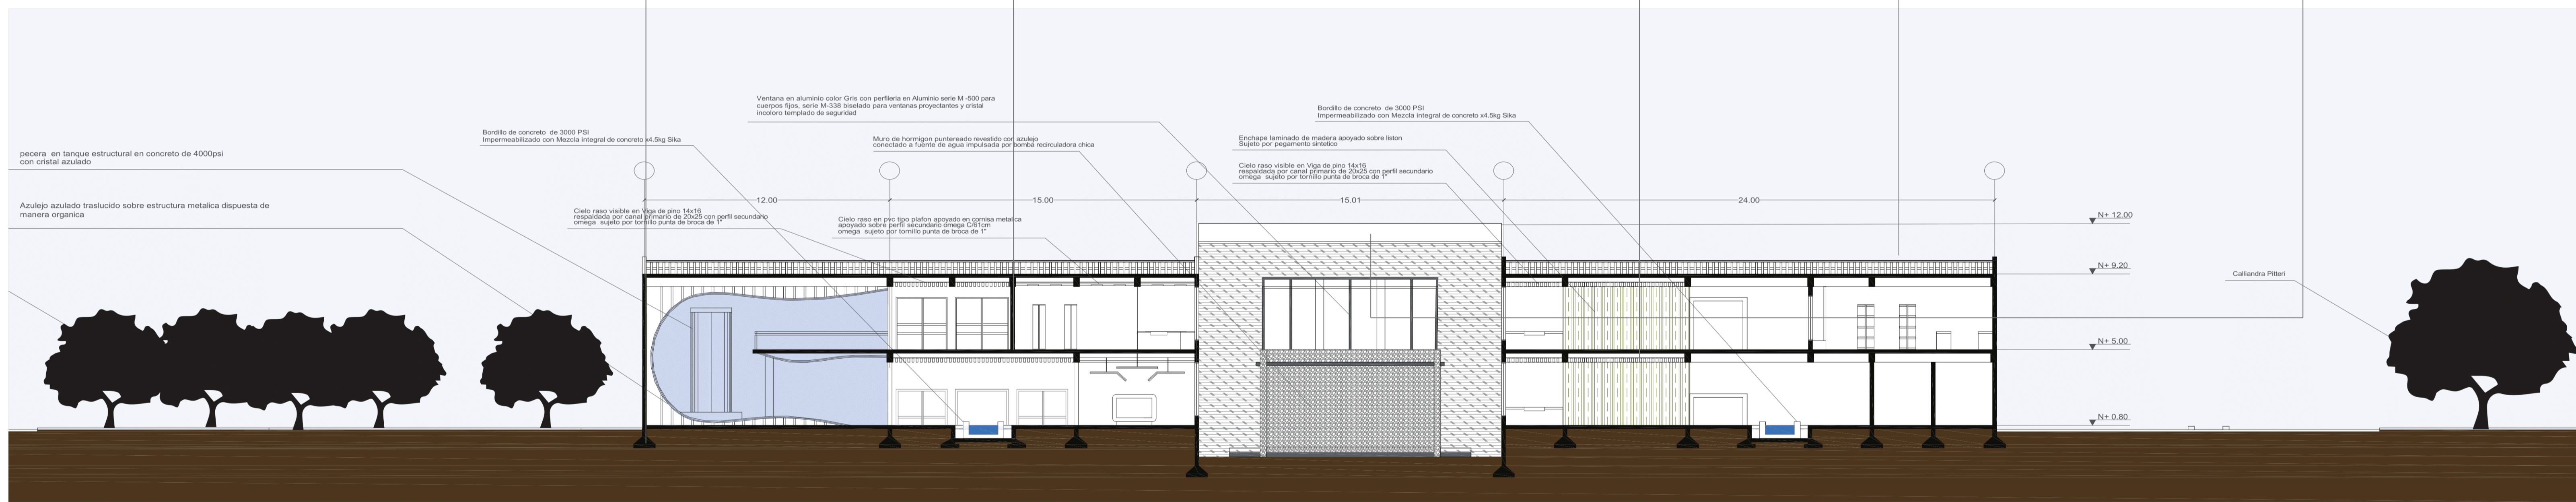 pecera en tanque estructural en concreto de 4000psi
con cristal azulado
Azulejo azulado traslucido sobre estructura metalica dispuesta de
manera organica
Bordillo de concreto de 3000 PSI
Impermeabilizado con Mezcla integral de concreto x4.5kg Sika
Ventana en aluminio color Gris con perfileria en Aluminio serie M -500 para
cuerpos fijos, serie M-338 biselado para ventanas proyectantes y cristal
incoloro templado de seguridad
Muro de hormigon puntereado revestido con azulejo
conectado a fuente de agua impulsada por bomba recirculadora chica
Cielo raso visible en Viga de pino 14x16
respaldada por canal primario de 20x25 con perfil secundario
omega sujeto por tornillo punta de broca de 1"
Cielo raso en pvc tipo plafon apoyado en cornisa metalica
apoyado sobre perfil secundario omega C/61cm
omega sujeto por tornillo punta de broca de 1"
Bordillo de concreto de 3000 PSI
Impermeabilizado con Mezcla integral de concreto x4.5kg Sika
Enchape laminado de madera apoyado sobre liston
Sujeto por pegamento sintetico
Cielo raso visible en Viga de pino 14x16
respaldada por canal primario de 20x25 con perfil secundario
omega sujeto por tornillo punta de broca de 1"
12.00
15.00
15.01
24.00
N+ 12.00
N+ 9.20
N+ 5.00
N+ 0.80
Calliandra Pitteri